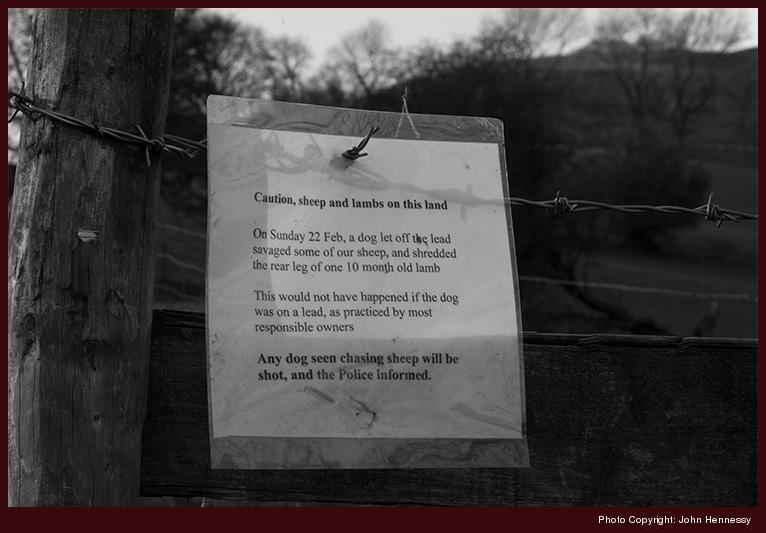 Caution, sheep and lambs on this land
On Sunday 22 Feb, a dog let off the lead
savaged some of our sheep, and shredded
the rear leg of one 10 month old lamb
This would not have happened if the dog
was on a lead, as practiced by most
responsible owners
Any dog seen chasing sheep will be
shot, and the Police informed.
Photo Copyright: John Hennessy